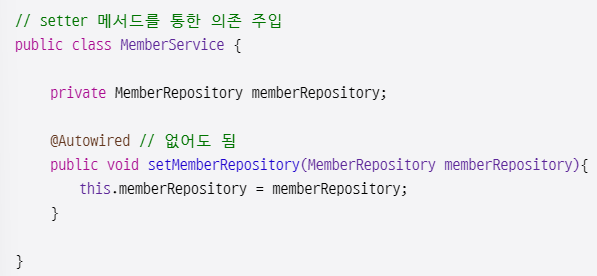 // setter 메서드를 통한 의존 주입
public class MemberService {
private MemberRepository memberRepository;
@Autowired // 없어도 됨
public void setMemberRepository(MemberRepository memberRepository){
this.memberRepository = memberRepository;
}
}